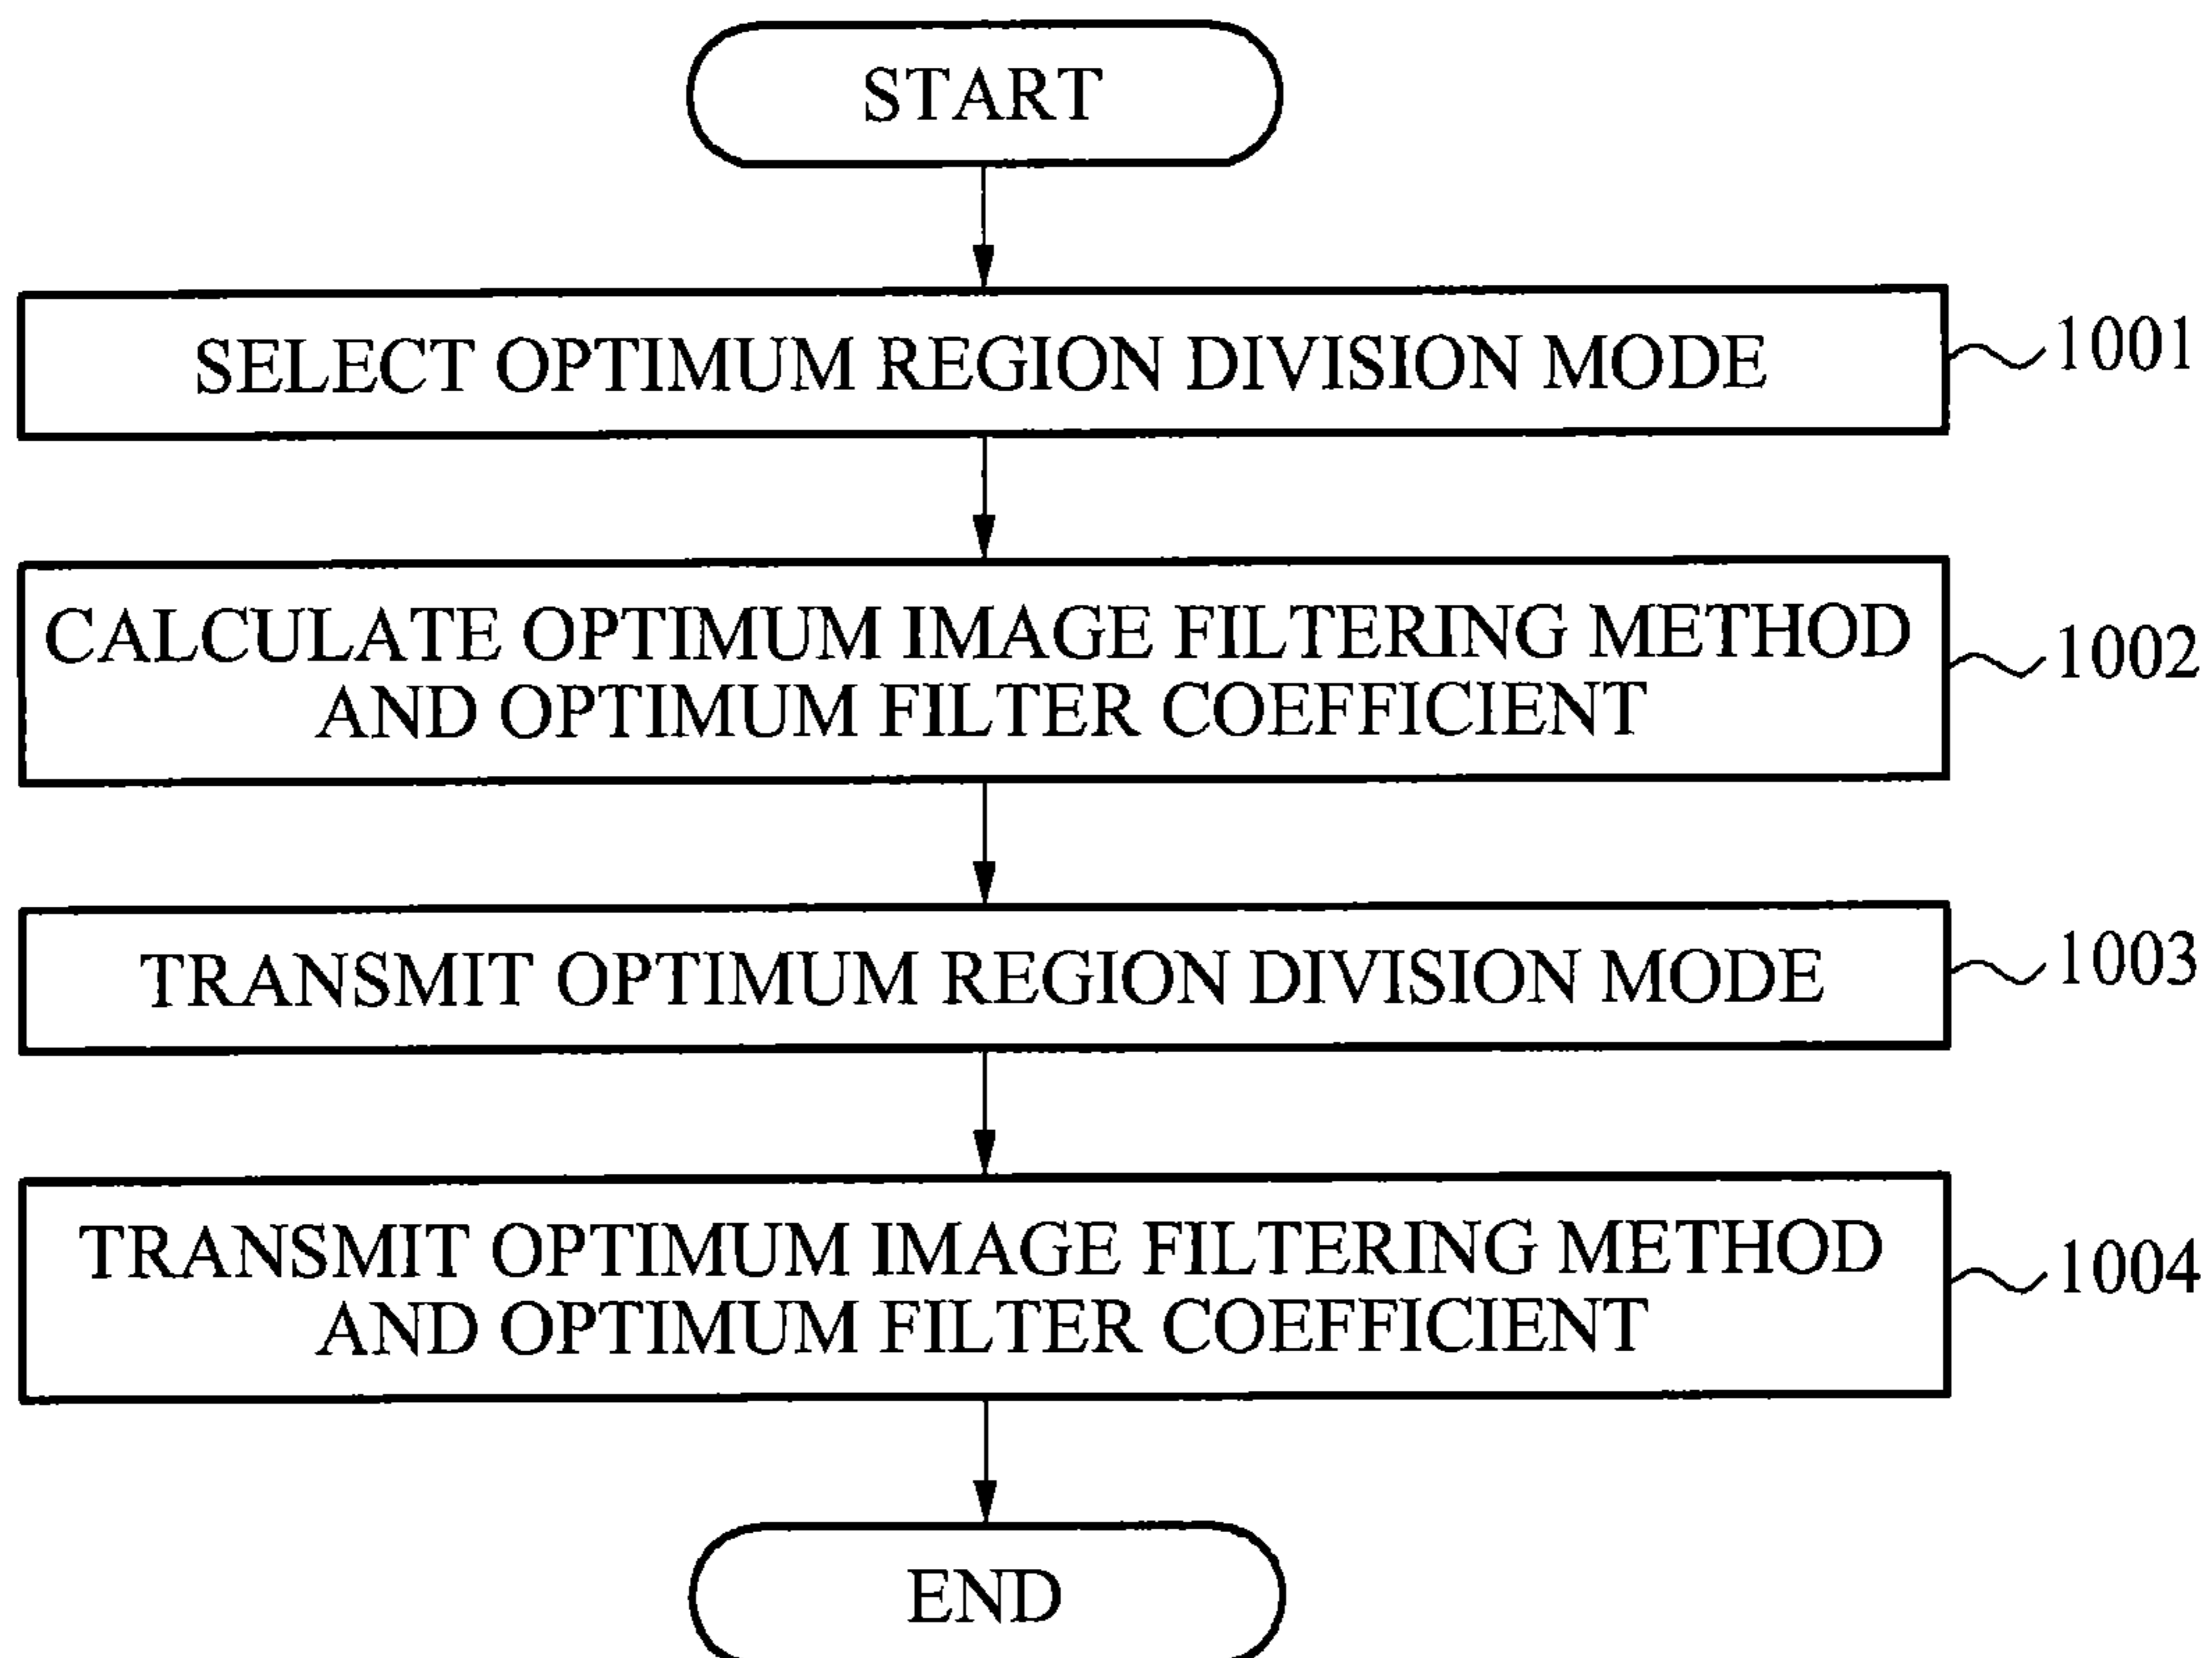 START
SELECT OPTIMUM REGION DIVISION MODE
1001
CALCULATE OPTIMUM IMAGE FILTERING METHOD
AND OPTIMUM FILTER COEFFICIENT
1002
TRANSMIT OPTIMUM REGION DIVISION MODE
1003
TRANSMIT OPTIMUM IMAGE FILTERING METHOD
AND OPTIMUM FILTER COEFFICIENT
1004
END